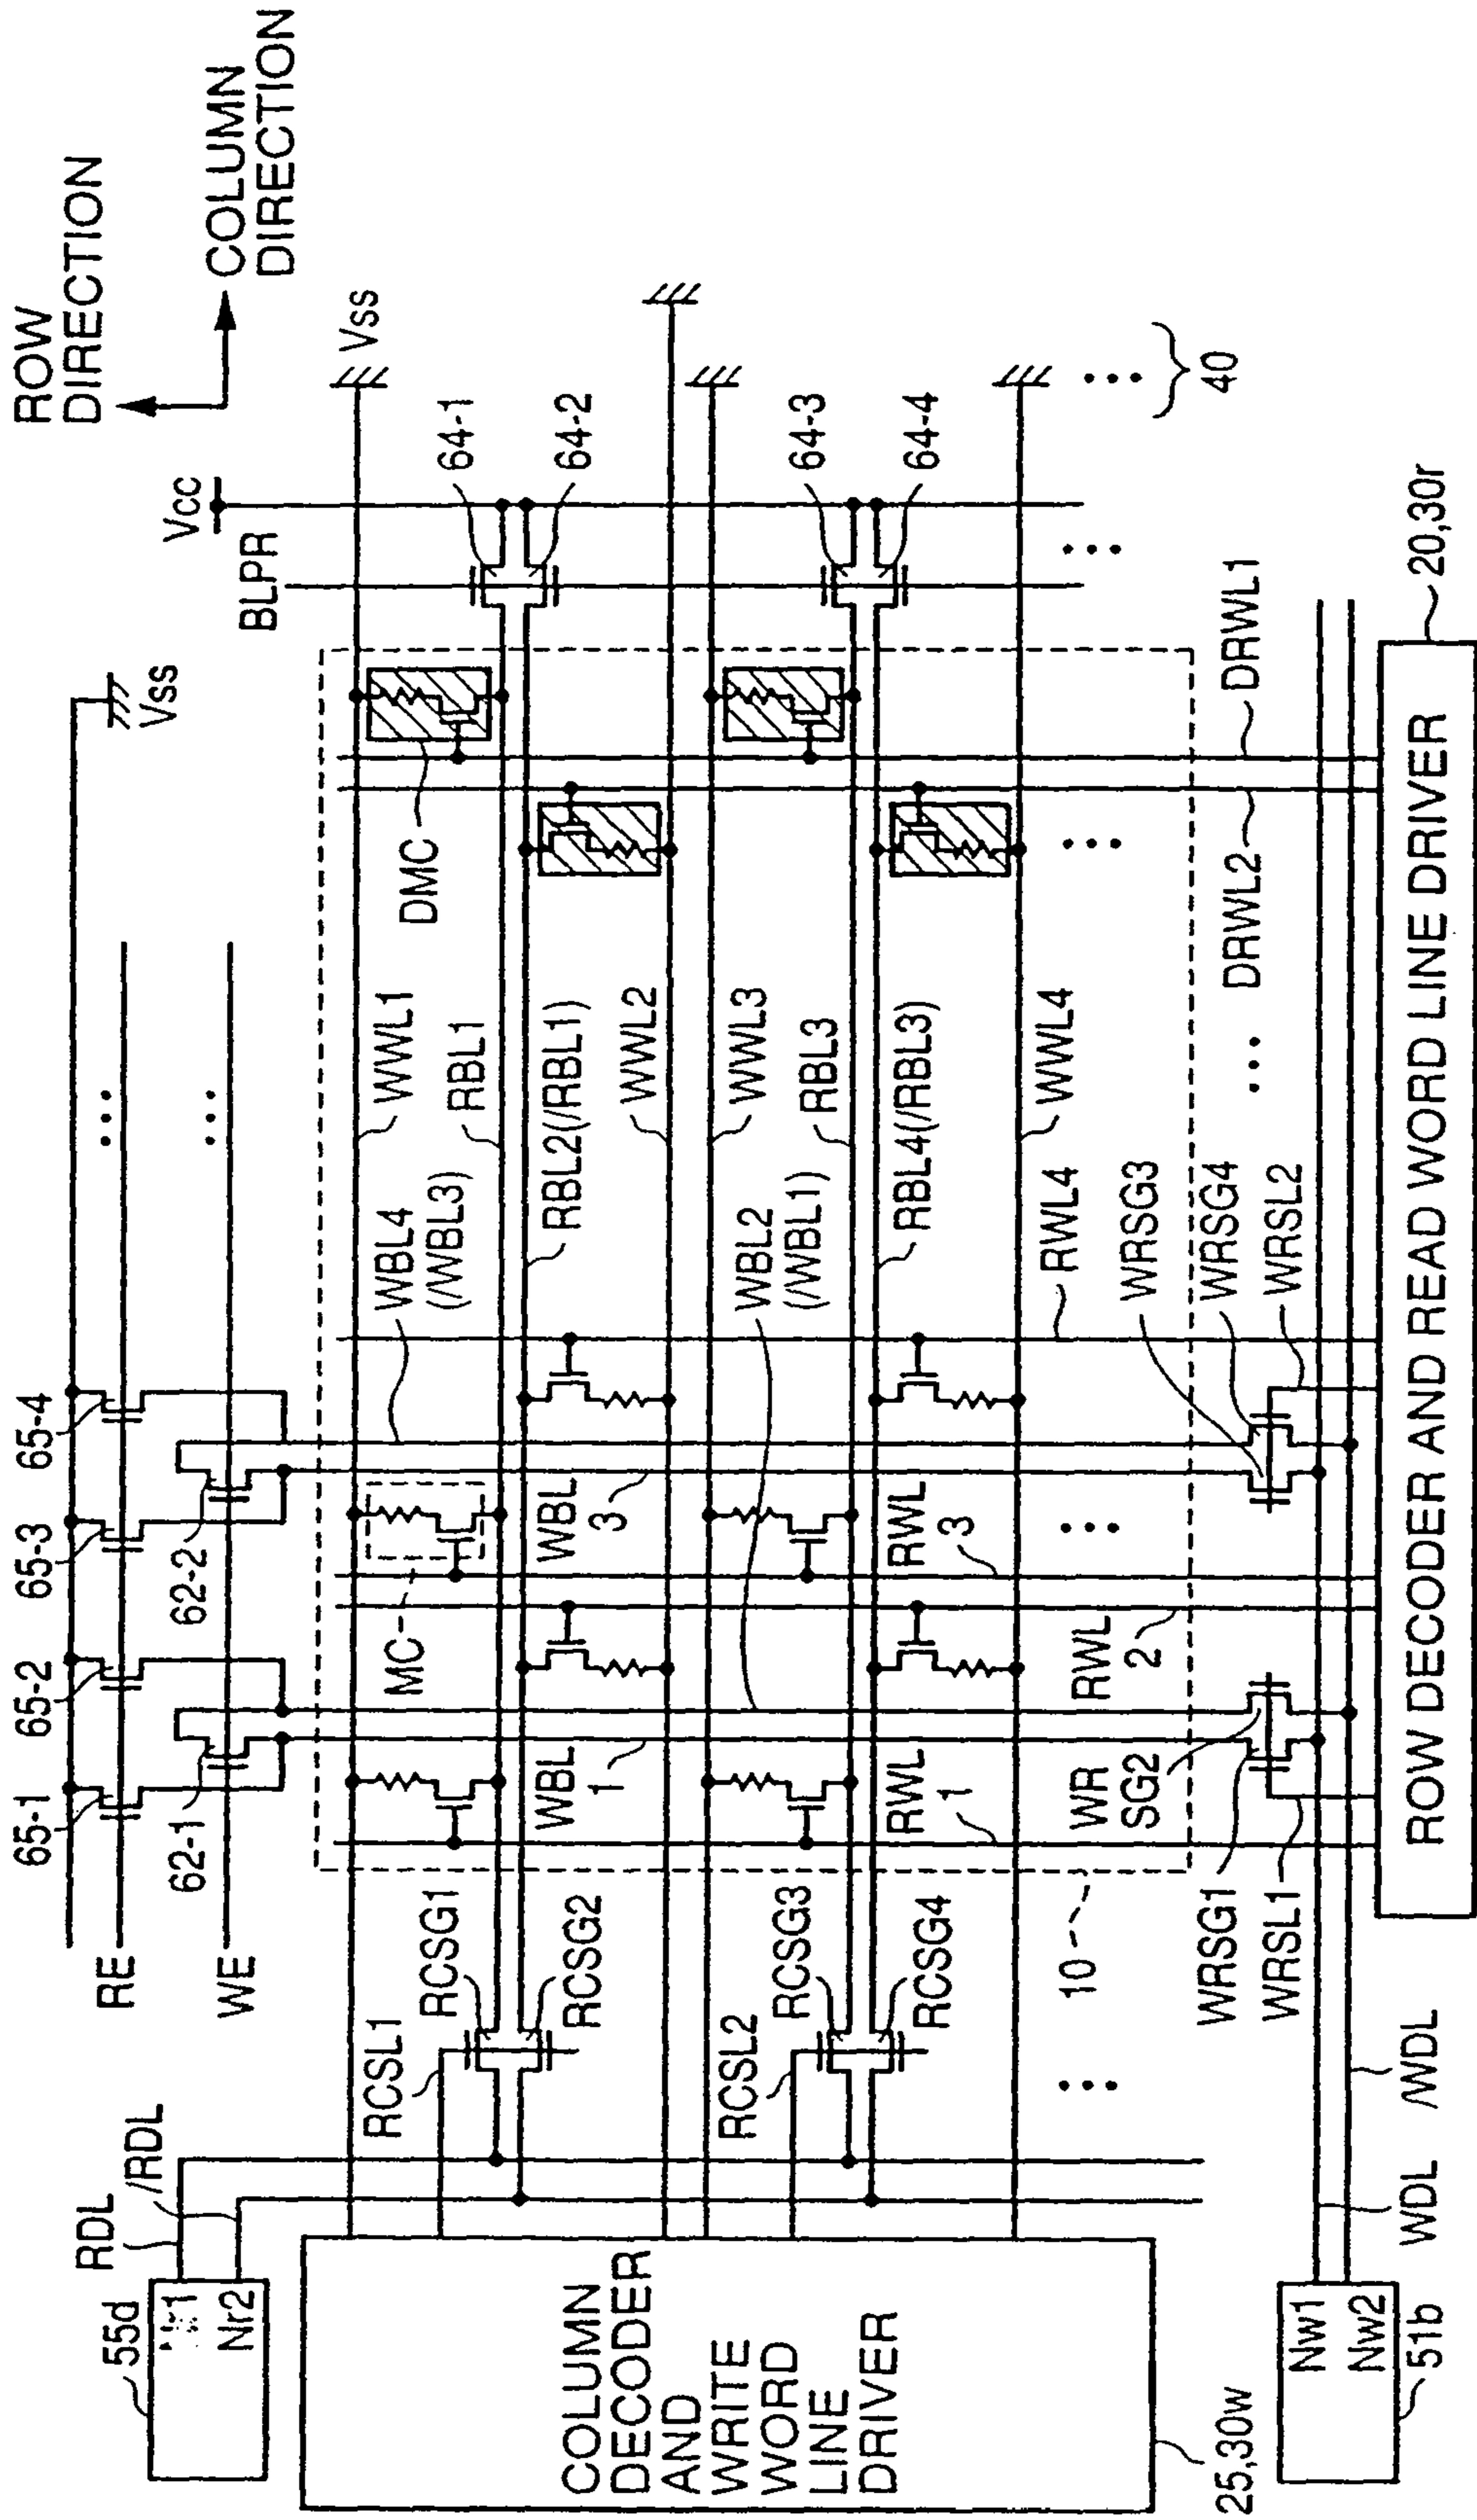 ROW
DIRECTION
COLUMN
DIRECTION
Vcc
BLPR
Vss
Vss
65-1
65-2
65-3
65-4
RE
WE
62-1
62-2
...
...
64-1
64-2
64-3
64-4
...
...
40
55d
Nr1
Nr2
RDL
/RDL
COLUMN
DECODER
AND
WRITE
WORD
LINE
DRIVER
25,30w
RCSL1
RCSG1
RCSG2
RCSL2
RCSG3
RCSG4
...
10
MC
DMC
WBL
1
WBL
3
WBL4
(/WBL3)
WWL1
RBL1
RBL2(/RBL1)
WWL2
WWL3
WBL2
(/WBL1)
RBL3
RBL4(/RBL3)
WWL4
RWL
1
RWL
2
RWL
3
RWL4
...
...
...
DRWL2
DRWL1
WR
SG2
WRSG1
WRSL1
WRSG3
WRSG4
WRSL2
20,30r
ROW DECODER AND READ WORD LINE DRIVER
Nw1
Nw2
51b
WDL
/WDL